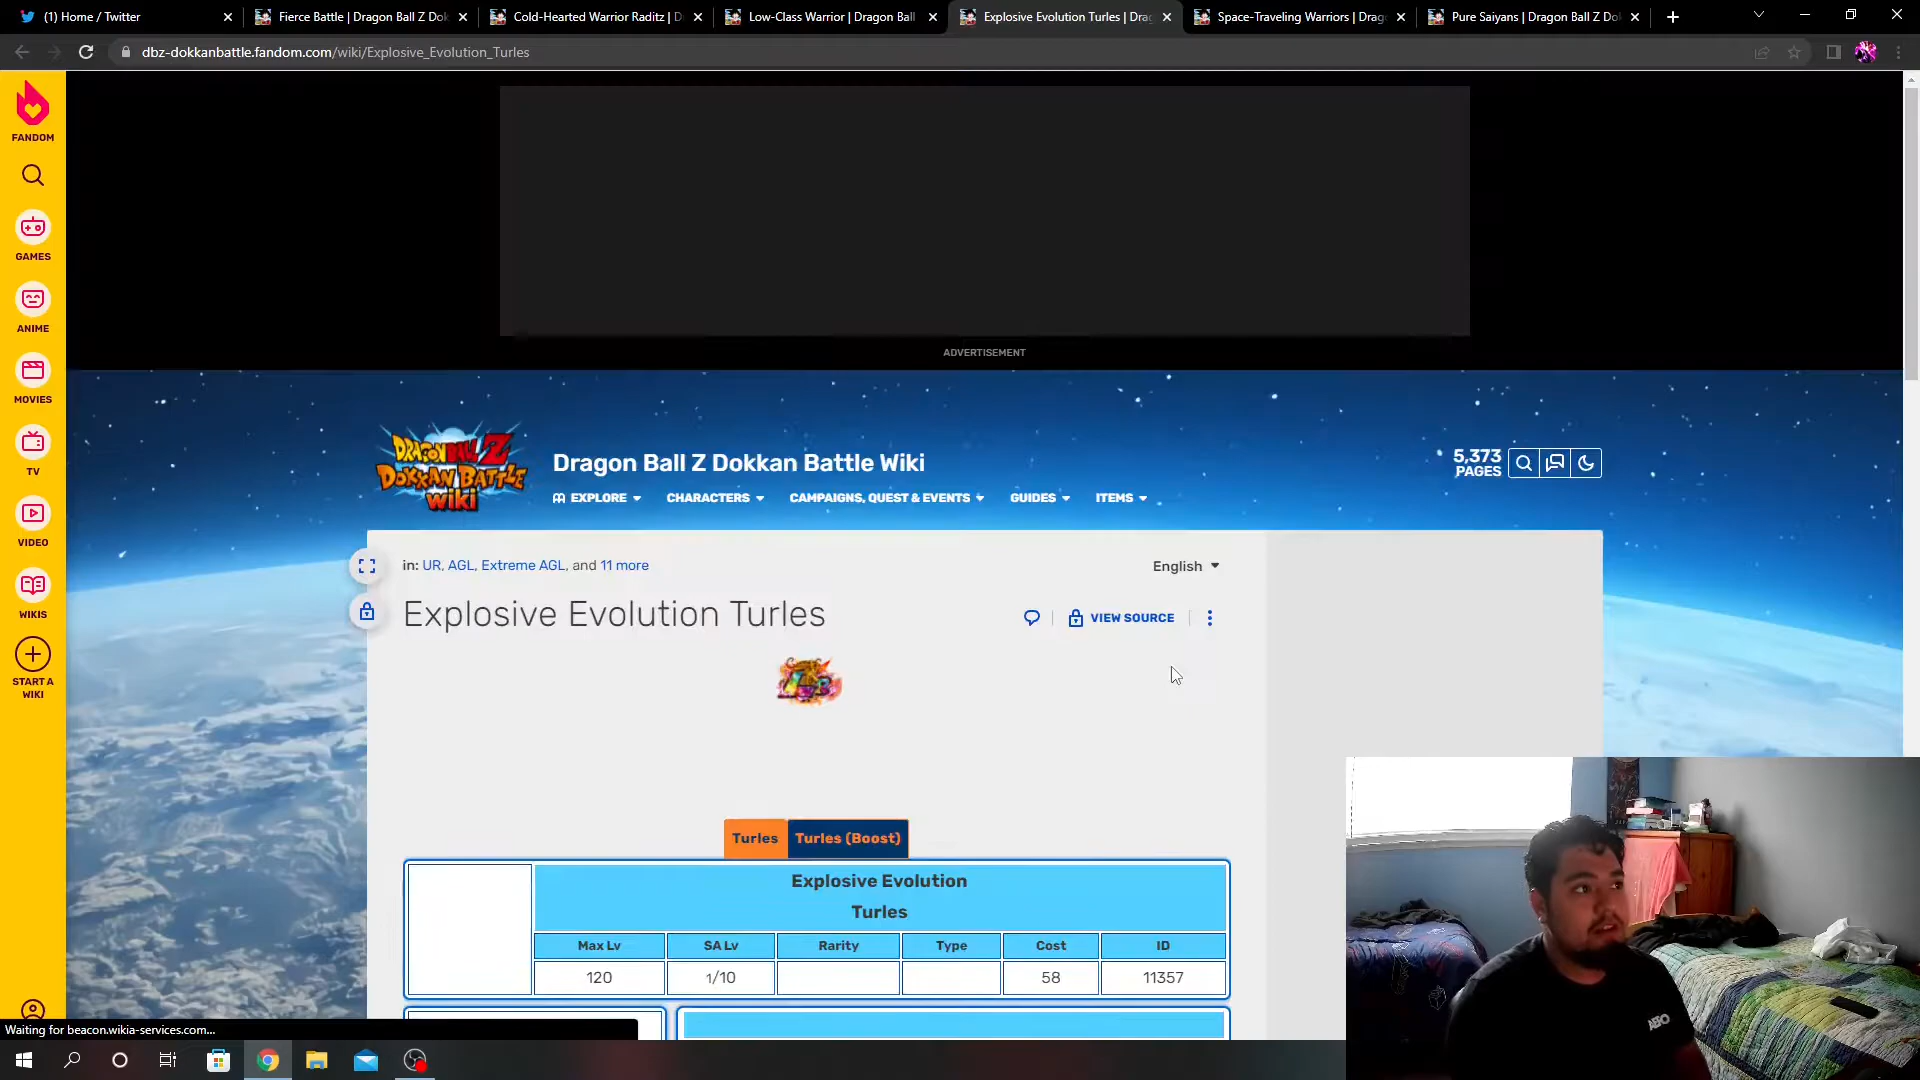 (1) Home / Twitter
Fierce Battle | Dragon Ball Z Dok
Cold-Hearted Warrior Raditz | D
Low-Class Warrior | Dragon Ball
Explosive Evolution Turles | Drag
Space-Traveling Warriors | Drag
Pure Saiyans | Dragon Ball Z Do
dbz-dokkanbattle.fandom.com/wiki/Explosive_Evolution_Turles
FANDOM
GAMES
ANIME
MOVIES
TV
VIDEO
WIKIS
START A
WIKI
ADVERTISEMENT
DRAGON BALL Z
DOKKAN BATTLE
WIKI
Dragon Ball Z Dokkan Battle Wiki
5,373
PAGES
EXPLORE
CHARACTERS
CAMPAIGNS, QUEST & EVENTS
GUIDES
ITEMS
in: UR, AGL, Extreme AGL, and 11 more
English
Explosive Evolution Turles
VIEW SOURCE
Turles
Turles (Boost)
Explosive Evolution
Turles
Max Lv
SA Lv
Rarity
Type
Cost
ID
120
1/10
58
11357
Waiting for beacon.wikia-services.com...